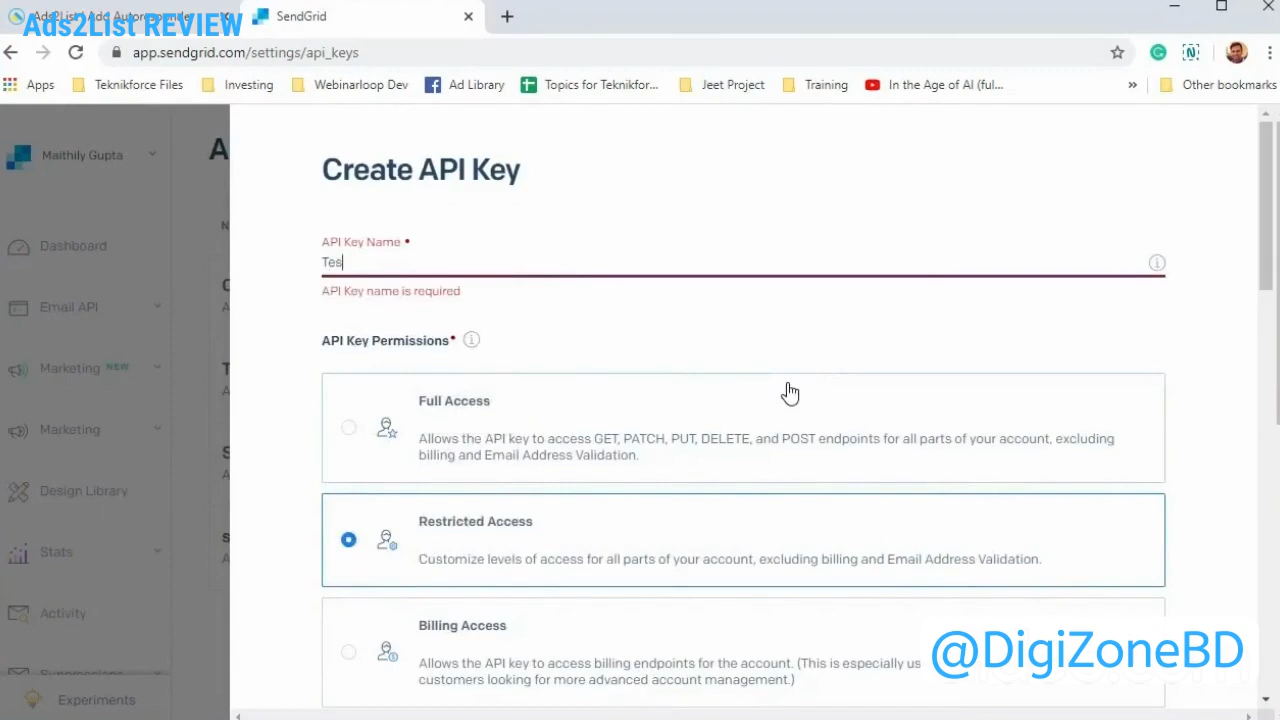 Ads2List REVIEW
SendGrid
app.sendgrid.com/settings/api_keys
Apps
Teknikforce Files
Investing
Webinarloop Dev
Ad Library
Topics for Teknikfor...
Jeet Project
Training
In the Age of AI (ful...
»
Other bookmarks
Maithily Gupta
Dashboard
Email API
Marketing NEW
Marketing
Design Library
Stats
Activity
Experiments
Create API Key
API Key Name •
Tes
API Key name is required
API Key Permissions•
Full Access
Allows the API key to access GET, PATCH, PUT, DELETE, and POST endpoints for all parts of your account, excluding
billing and Email Address Validation.
Restricted Access
Customize levels of access for all parts of your account, excluding billing and Email Address Validation.
Billing Access
Allows the API key to access billing endpoints for the account. (This is especially
customers looking for more advanced account management.)
@DigiZoneBD